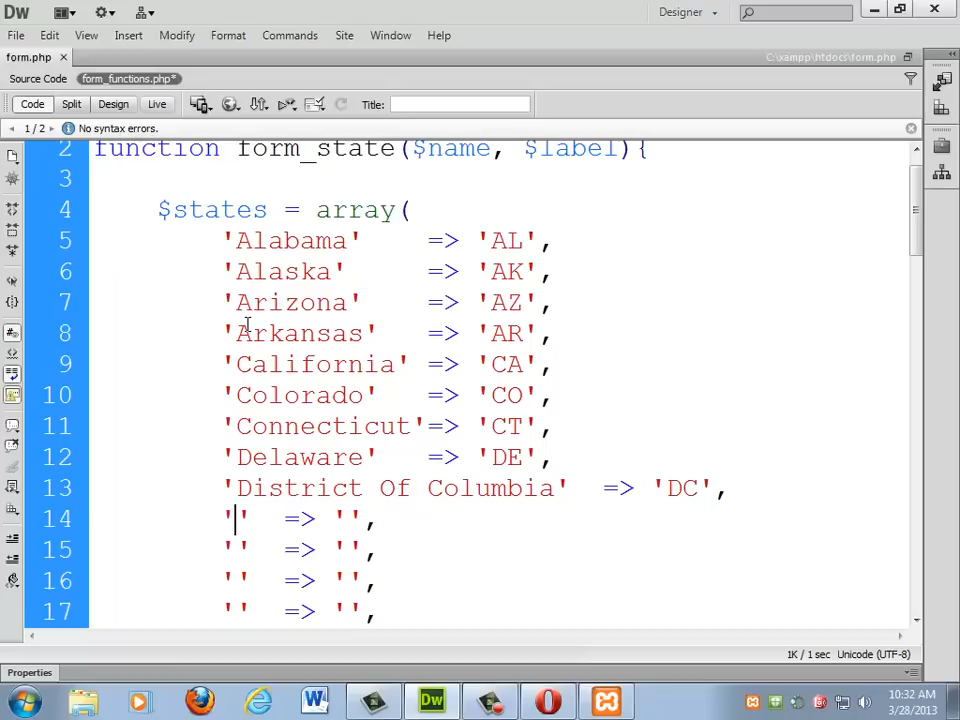 Dw
Designer
File Edit View Insert Modify Format Commands Site Window Help
form.php
C:\xampp\htdocs\form.php
Source Code form_functions.php*
Code Split Design Live Title:
1 / 2 No syntax errors.
2 function form_state($name, $label){
3
4 $states = array(
5 'Alabama' => 'AL',
6 'Alaska' => 'AK',
7 'Arizona' => 'AZ',
8 'Arkansas' => 'AR',
9 'California' => 'CA',
10 'Colorado' => 'CO',
11 'Connecticut'=> 'CT',
12 'Delaware' => 'DE',
13 'District Of Columbia' => 'DC',
14 '' => '',
15 '' => '',
16 '' => '',
17 '' => '',
1K / 1 sec Unicode (UTF-8)
Properties
W Dw
10:32 AM
3/28/2013